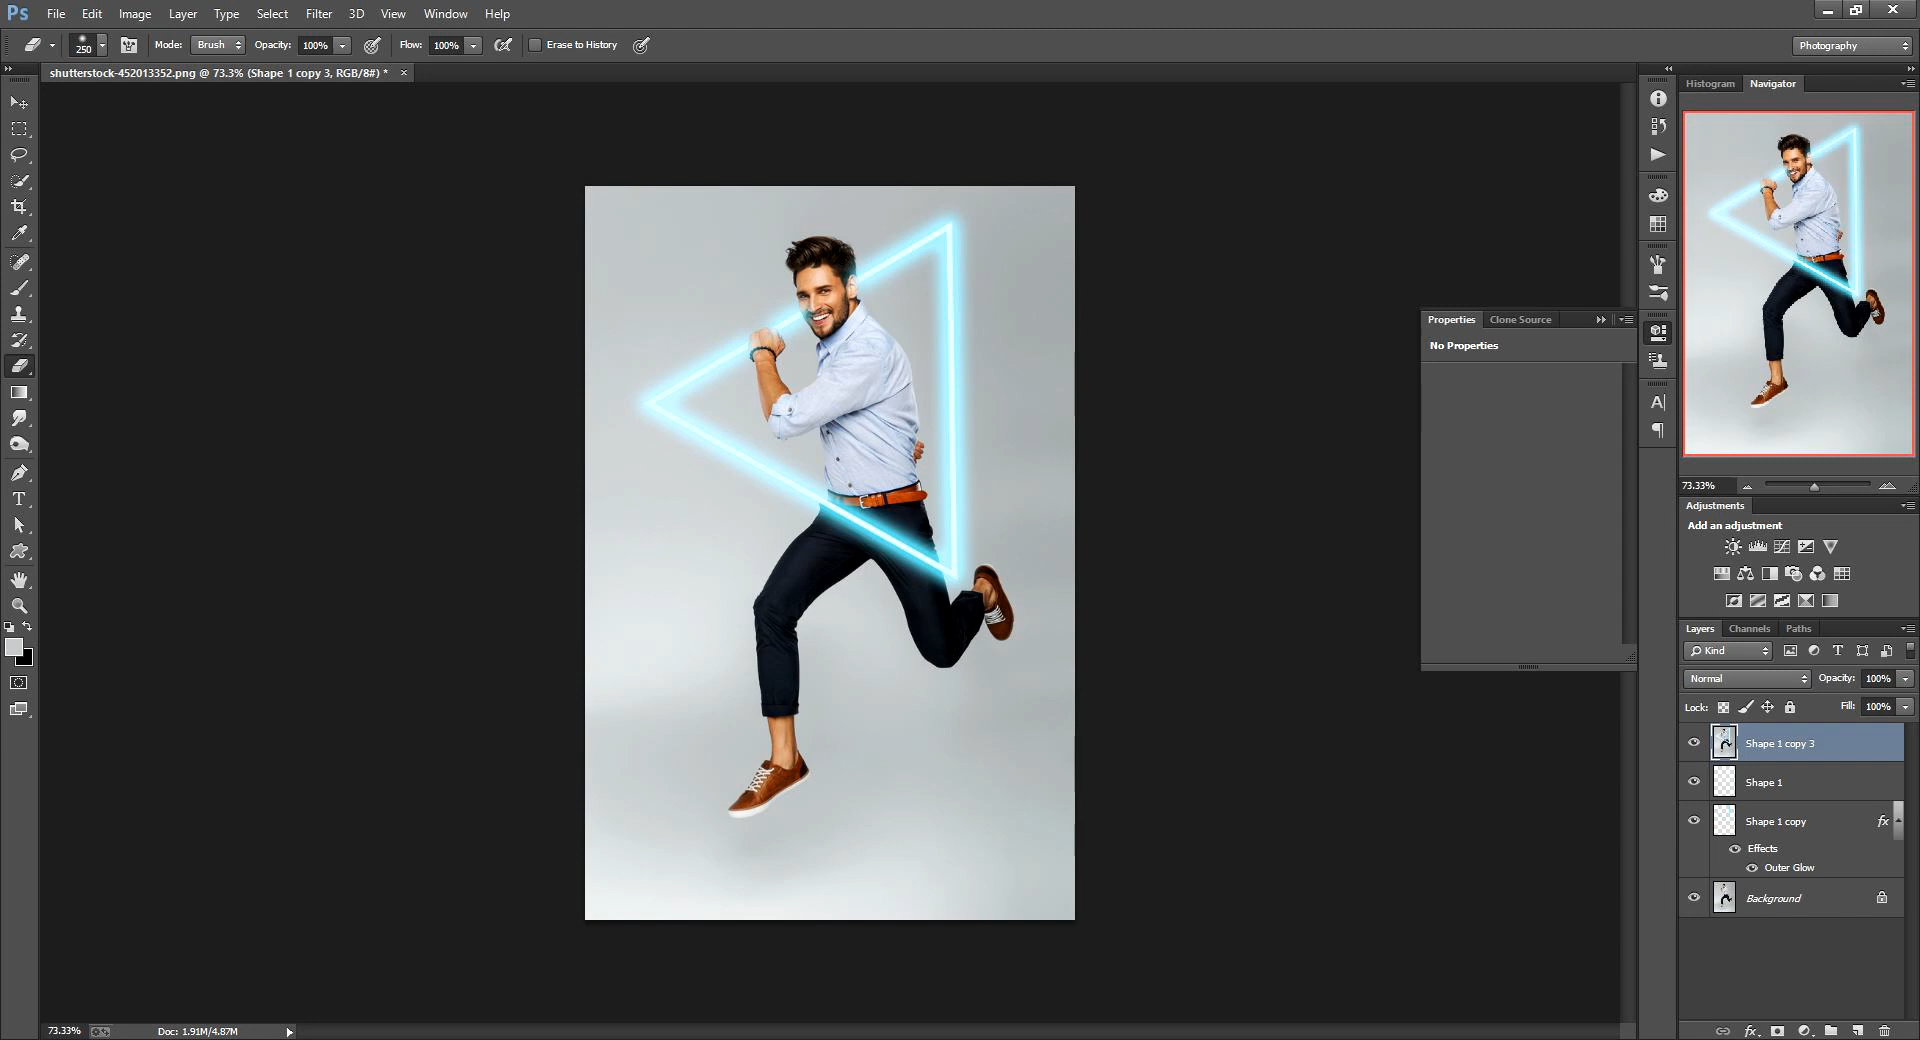 Ps File Edit Image Layer Type Select Filter 3D View Window Help
250 Mode: Brush Opacity: 100% Flow: 100% Erase to History Photography
shutterstock-452013352.png @ 73.3% (Shape 1 copy 3, RGB/8#) * ×
Histogram Navigator
Properties Clone Source
No Properties
73.33%
Adjustments
Add an adjustment
Layers Channels Paths
Kind
Normal Opacity: 100%
Lock: Fill: 100%
Shape 1 copy 3
Shape 1
Shape 1 copy fx
Effects
Outer Glow
Background
73.33% Doc: 1.91M/4.87M